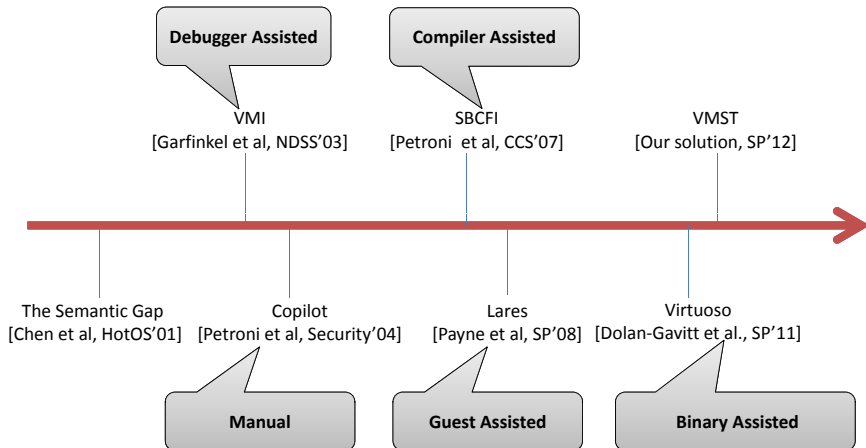 Debugger Assisted
Compiler Assisted
VMI
[Garfinkel et al, NDSS'03]
SBCFI
[Petroni et al, CCS'07]
VMST
[Our solution, SP'12]
The Semantic Gap
[Chen et al, HotOS'01]
Copilot
[Petroni et al, Security'04]
Lares
[Payne et al, SP'08]
Virtuoso
[Dolan-Gavitt et al., SP'11]
Manual
Guest Assisted
Binary Assisted